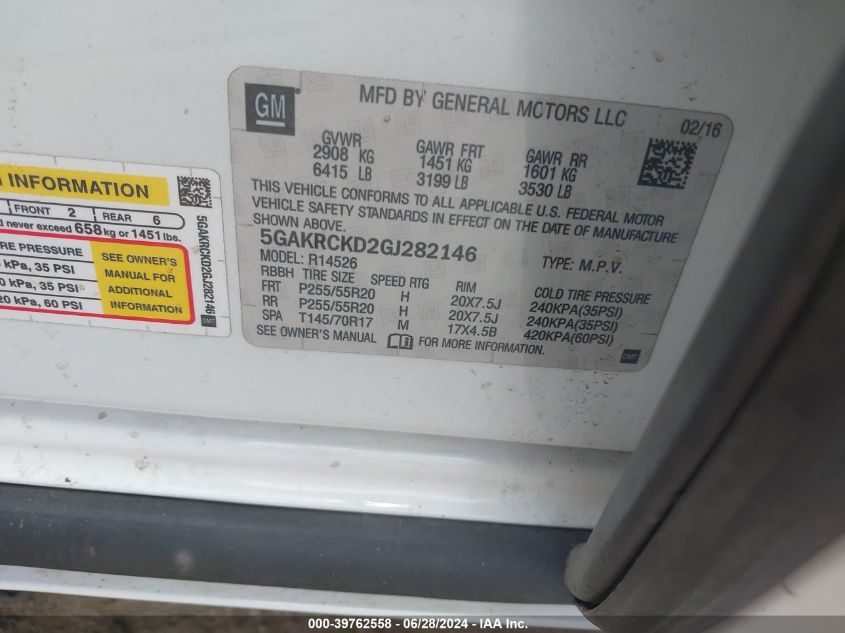 GM
MFD BY GENERAL MOTORS LLC
02/16
GVWR GAWR FRT GAWR RR
2908 KG 1451 KG 1601 KG
6415 LB 3199 LB 3530 LB
THIS VEHICLE CONFORMS TO ALL APPLICABLE U.S. FEDERAL MOTOR
VEHICLE SAFETY STANDARDS IN EFFECT ON THE DATE OF MANUFACTURE
SHOWN ABOVE.
5GAKRCKD2GJ282146 TYPE: M.P.V.
MODEL: R14526
RBBH TIRE SIZE SPEED RTG RIM COLD TIRE PRESSURE
FRT P255/55R20 H 20X7.5J 240KPA(35PSI)
RR P255/55R20 H 20X7.5J 240KPA(35PSI)
SPA T145/70R17 M 17X4.5B 420KPA(60PSI)
SEE OWNER'S MANUAL FOR MORE INFORMATION.
GMT
INFORMATION
FRONT 2 REAR 6
never exceed 658 kg or 1451 lbs.
PRESSURE
kPa, 35 PSI
kPa, 35 PSI
kPa, 60 PSI
SEE OWNER'S
MANUAL FOR
ADDITIONAL
INFORMATION
5GAKRCKD2GJ282146
GMT
000-39762558 - 06/28/2024 - IAA Inc.